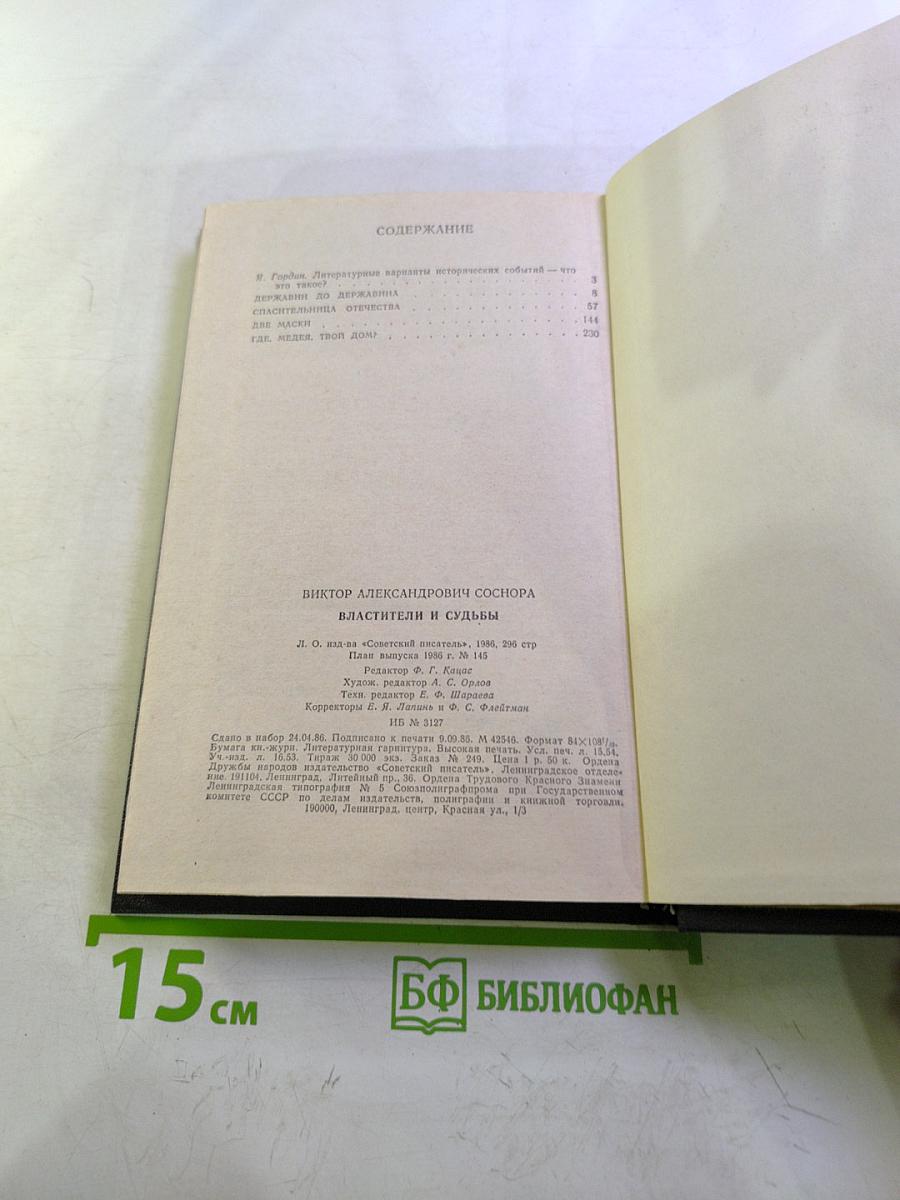 СОДЕРЖАНИЕ
Я. Гордин. Литературные варианты исторических событий — что
это такое? . . . . . . . . . . . . . . . 3
ДЕРЖАВИН ДО ДЕРЖАВИНА . . . . . . . . . . . 8
СПАСИТЕЛЬНИЦА ОТЕЧЕСТВА . . . . . . . . . . . 57
ДВЕ МАСКИ . . . . . . . . . . . . . . . . 144
ГДЕ, МЕДЕЯ, ТВОЙ ДОМ? . . . . . . . . . . . . 230
ВИКТОР АЛЕКСАНДРОВИЧ СОСНОРА
ВЛАСТИТЕЛИ И СУДЬБЫ
Л. О. изд-ва «Советский писатель», 1986, 296 стр
План выпуска 1986 г. № 145
Редактор Ф. Г. Кацас
Худож. редактор А. С. Орлов
Техн. редактор Е. Ф. Шараева
Корректоры Е. Я. Лапинь и Ф. С. Флейтман
ИБ № 3127
Сдано в набор 24.04.86. Подписано к печати 9.09.85. М 42546. Формат 84×108¹/₃₂.
Бумага кн.-журн. Литературная гарнитура. Высокая печать. Усл. печ. л. 15,54.
Уч.-изд. л. 16,53. Тираж 30 000 экз. Заказ № 249. Цена 1 р. 50 к. Ордена
Дружбы народов издательство «Советский писатель». Ленинградское отделе-
ние. 191104, Ленинград, Литейный пр., 36. Ордена Трудового Красного Знамени
Ленинградская типография № 5 Союзполиграфпрома при Государственном
комитете СССР по делам издательств, полиграфии и книжной торговли.
190000, Ленинград, центр, Красная ул., 1/3
15 см
БФ БИБЛИОФАН